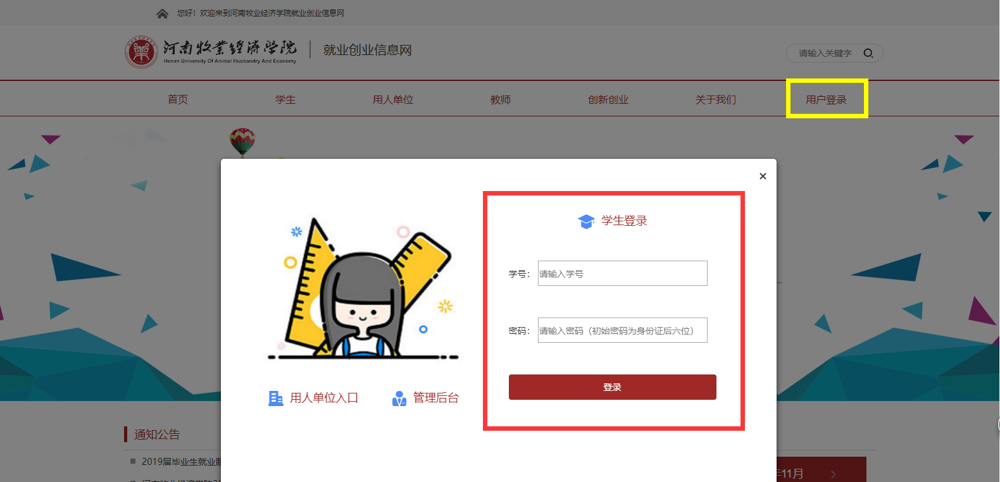 您好！欢迎来到河南牧业经济学院就业创业信息网
河南牧业经济学院
Henan University Of Animal Husbandry And Economy
就业创业信息网
请输入关键字
首页 学生 用人单位 教师 创新创业 关于我们 用户登录
×
学生登录
学号： 请输入学号
密码： 请输入密码（初始密码为身份证后六位）
登录
用人单位入口 管理后台
通知公告
2019届毕业生就业服
年11月